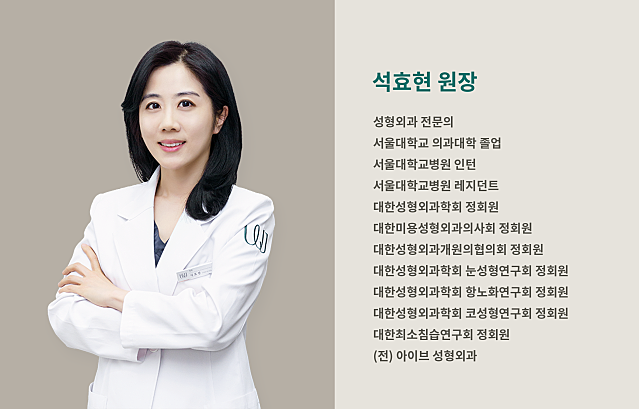 석효현 원장
성형외과 전문의
서울대학교 의과대학 졸업
서울대학교병원 인턴
서울대학교병원 레지던트
대한성형외과학회 정회원
대한미용성형외과의사회 정회원
대한성형외과개원의협의회 정회원
대한성형외과학회 눈성형연구회 정회원
대한성형외과학회 항노화연구회 정회원
대한성형외과학회 코성형연구회 정회원
대한최소침습연구회 정회원
(전) 아이브 성형외과